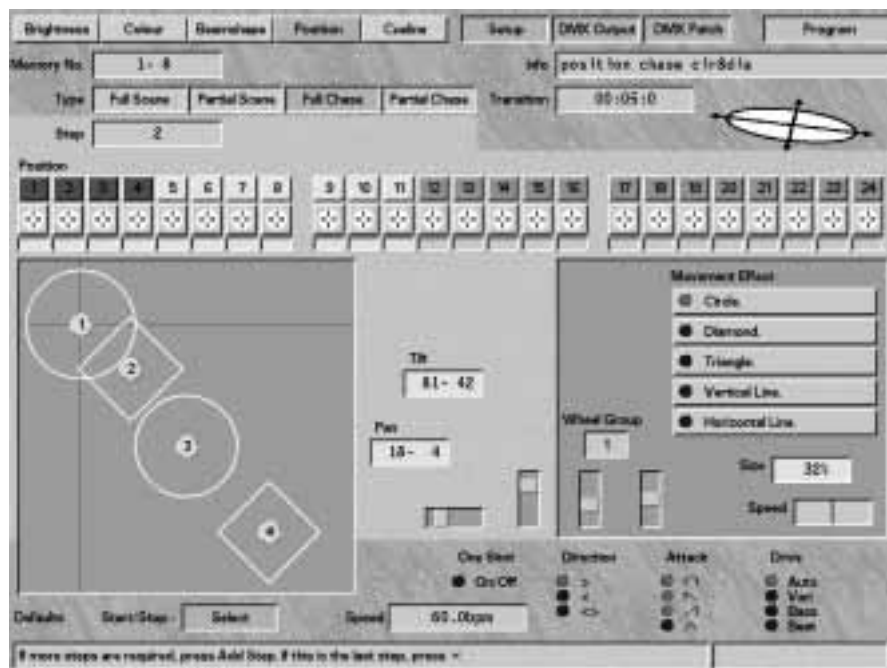 Brightness Colour Beamshape Position Cueline Setup DMX Output DMX Patch Program
Memory No. 1- 8 Info position chase clr&dia
Type Full Scene Partial Scene Full Chase Partial Chase Transition 00:05:0
Step 2
Position
1 2 3 4 5 6 7 8 9 10 11 12 13 14 15 16 17 18 19 20 21 22 23 24
Movement Effect
Circle.
Diamond.
Triangle.
Vertical Line.
Horizontal Line.
1
2
3
4
Tilt
81- 42
Pan
18- 4
Wheel Group
1
Size 32%
Speed
One Shot Direction Attack Drive
On/Off > Auto
< Vari
<> Bass
Beat
Defaults Start/Stop: Select Speed 60.0bpm
If more steps are required, press Add Step. If this is the last step, press